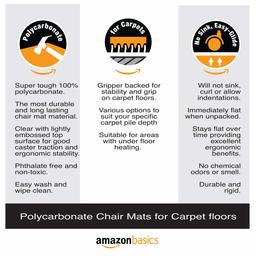 Polycarbonate
for Carpets
No Sink, Easy-Glide
Super tough 100%
polycarbonate.
The most durable
and long lasting
chair mat material.
Clear with lightly
embossed top
surface for good
caster traction and
ergonomic stability.
Phthalate free and
non-toxic.
Easy wash and
wipe clean.
Gripper backed for
stability and grip
on carpet floors.
Various options to
suit your specific
carpet pile depth
Suitable for areas
with under floor
heating.
Will not sink,
curl or allow
indentations.
Immediately flat
when unpacked.
Stays flat over
time providing
excellent
ergonomic
benefits.
No chemical
odors or smell.
Durable and
rigid.
Polycarbonate Chair Mats for Carpet floors
amazonbasics